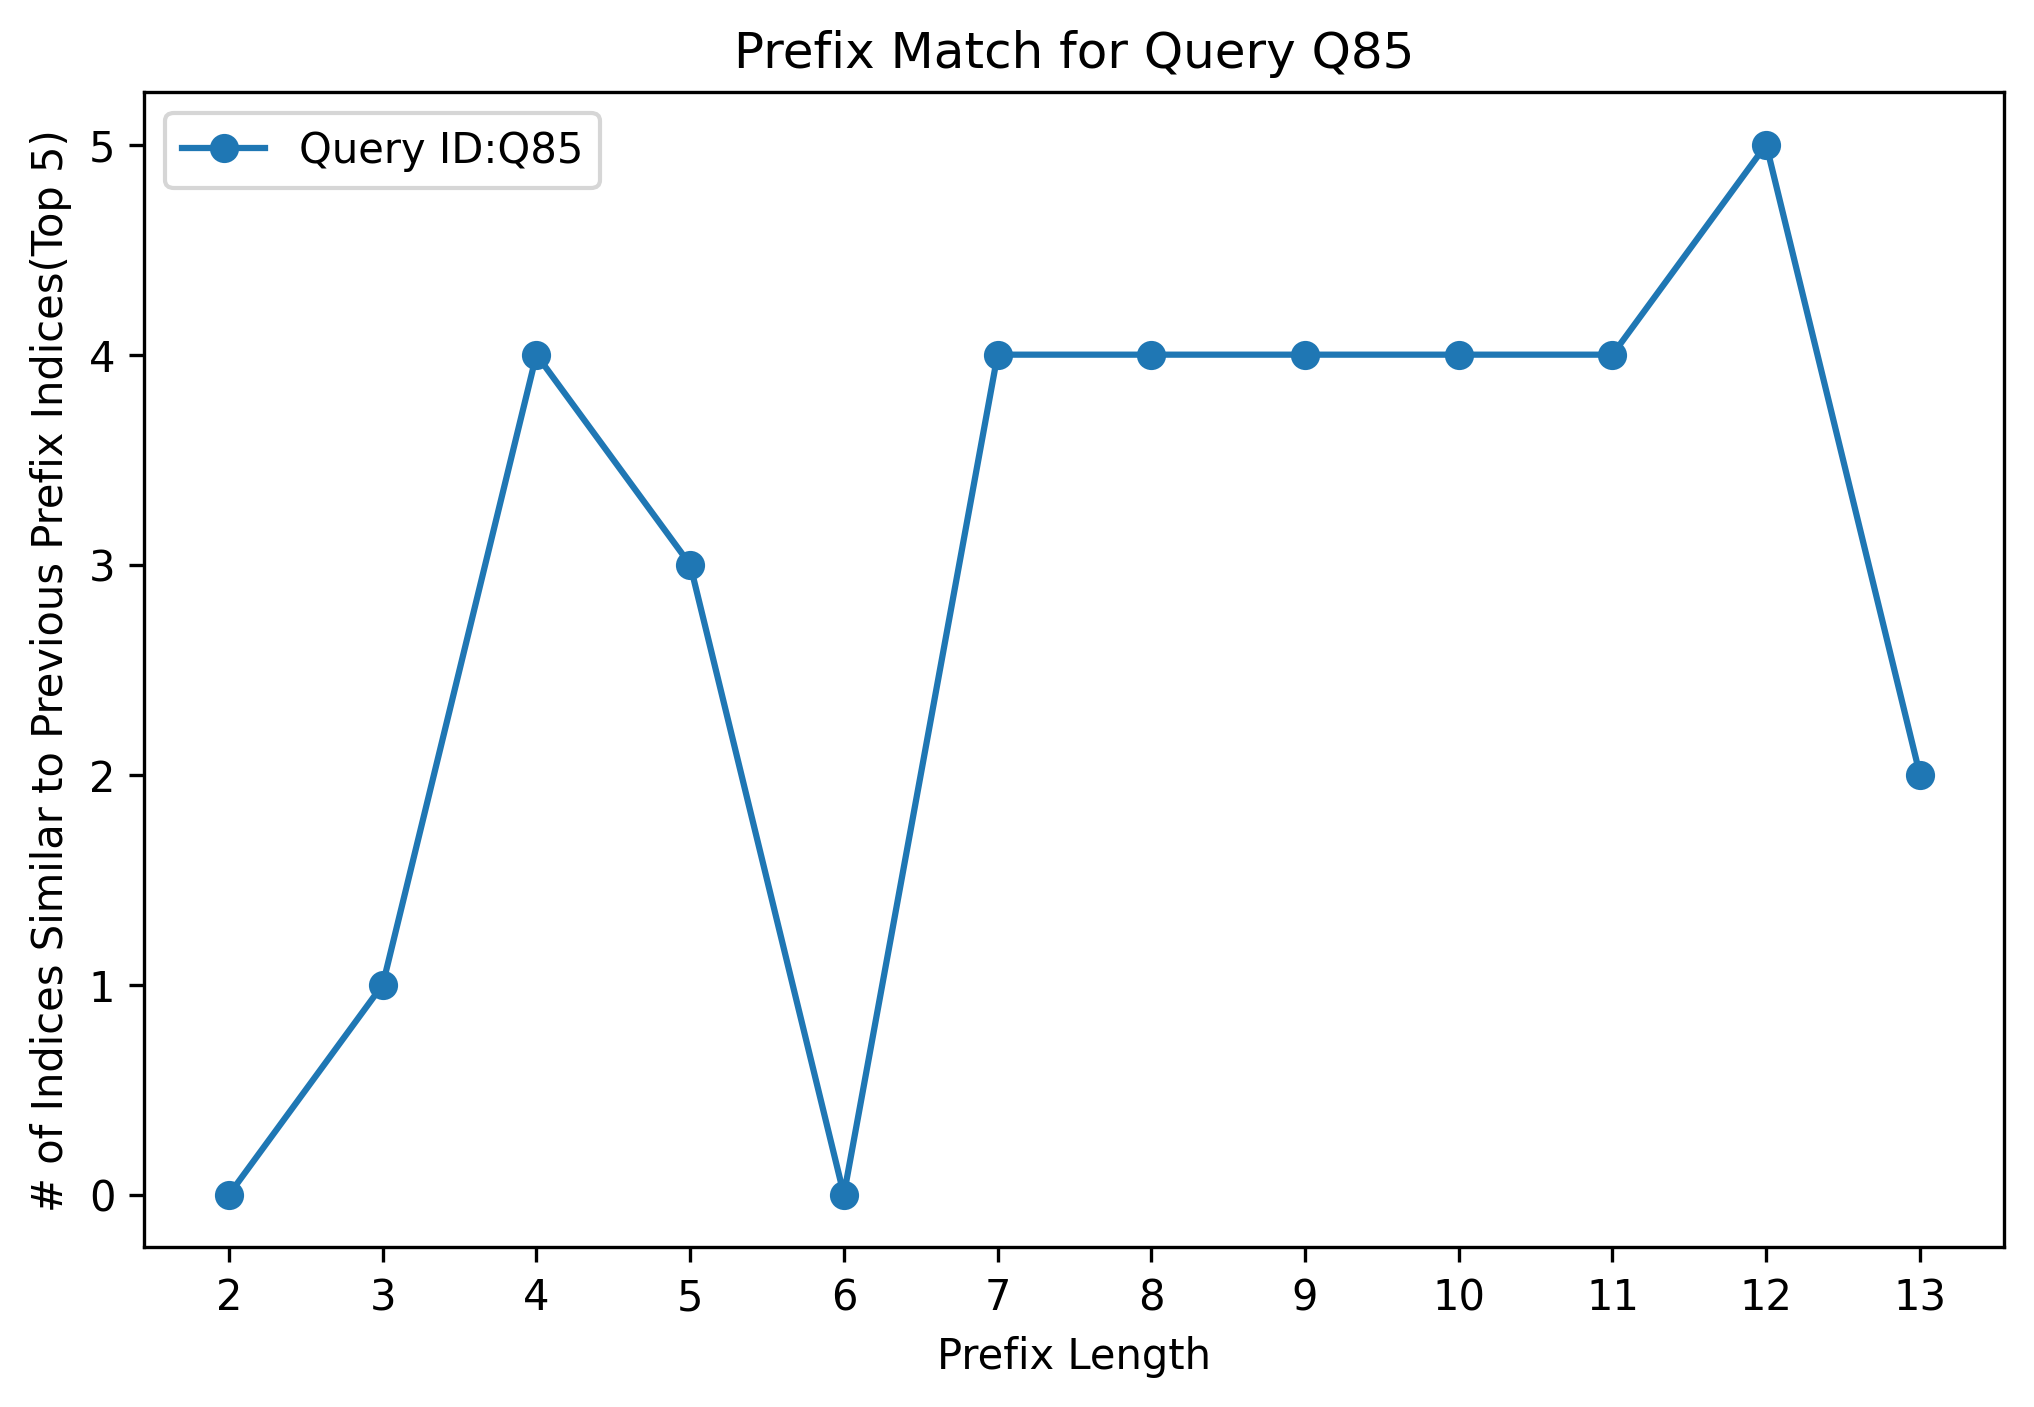 Prefix Match for Query Q85
Query ID:Q85
# of Indices Similar to Previous Prefix Indices(Top 5)
5
4
3
2
1
0
2 3 4 5 6 7 8 9 10 11 12 13
Prefix Length